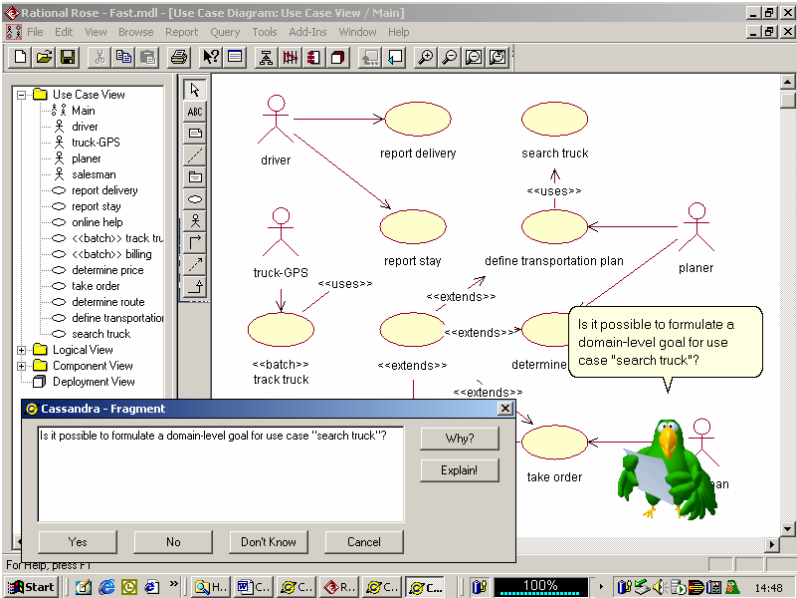 Rational Rose - Fast.mdl - [Use Case Diagram: Use Case View / Main]
File Edit View Browse Report Query Tools Add-Ins Window Help
Use Case View
Main
driver
truck-GPS
planer
salesman
report delivery
report stay
online help
<<batch>> track tru
<<batch>> billing
determine price
take order
determine route
define transportation
search truck
Logical View
Component View
Deployment View
ABC
driver
report delivery
search truck
<<uses>>
truck-GPS
report stay
define transportation plan
planer
<<uses>>
<<extends>>
<<extends>>
<<batch>>
track truck
<<extends>>
determine
<<extends>>
take order
an
Is it possible to formulate a
domain-level goal for use
case "search truck"?
Cassandra - Fragment
Is it possible to formulate a domain-level goal for use case "search truck"?
Why?
Explain!
Yes No Don't Know Cancel
For Help, press F1
Start H.. C.. C... R... C... C... 100% 14:48